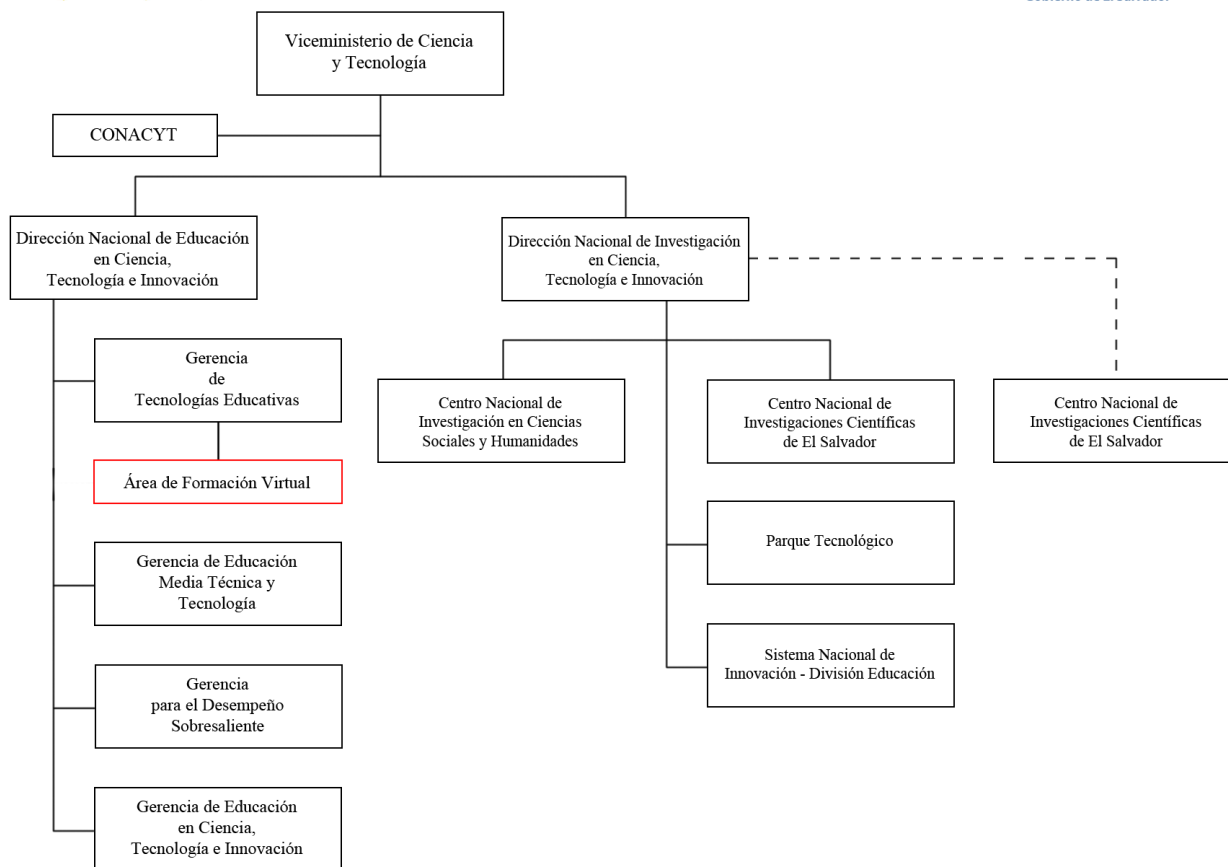 Viceministerio de Ciencia
y Tecnología
CONACYT
Dirección Nacional de Educación
en Ciencia,
Tecnología e Innovación
Dirección Nacional de Investigación
en Ciencia,
Tecnología e Innovación
Gerencia
de
Tecnologías Educativas
Área de Formación Virtual
Gerencia de Educación
Media Técnica y
Tecnología
Gerencia
para el Desempeño
Sobresaliente
Gerencia de Educación
en Ciencia,
Tecnología e Innovación
Centro Nacional de
Investigación en Ciencias
Sociales y Humanidades
Centro Nacional de
Investigaciones Científicas
de El Salvador
Centro Nacional de
Investigaciones Científicas
de El Salvador
Parque Tecnológico
Sistema Nacional de
Innovación - División Educación